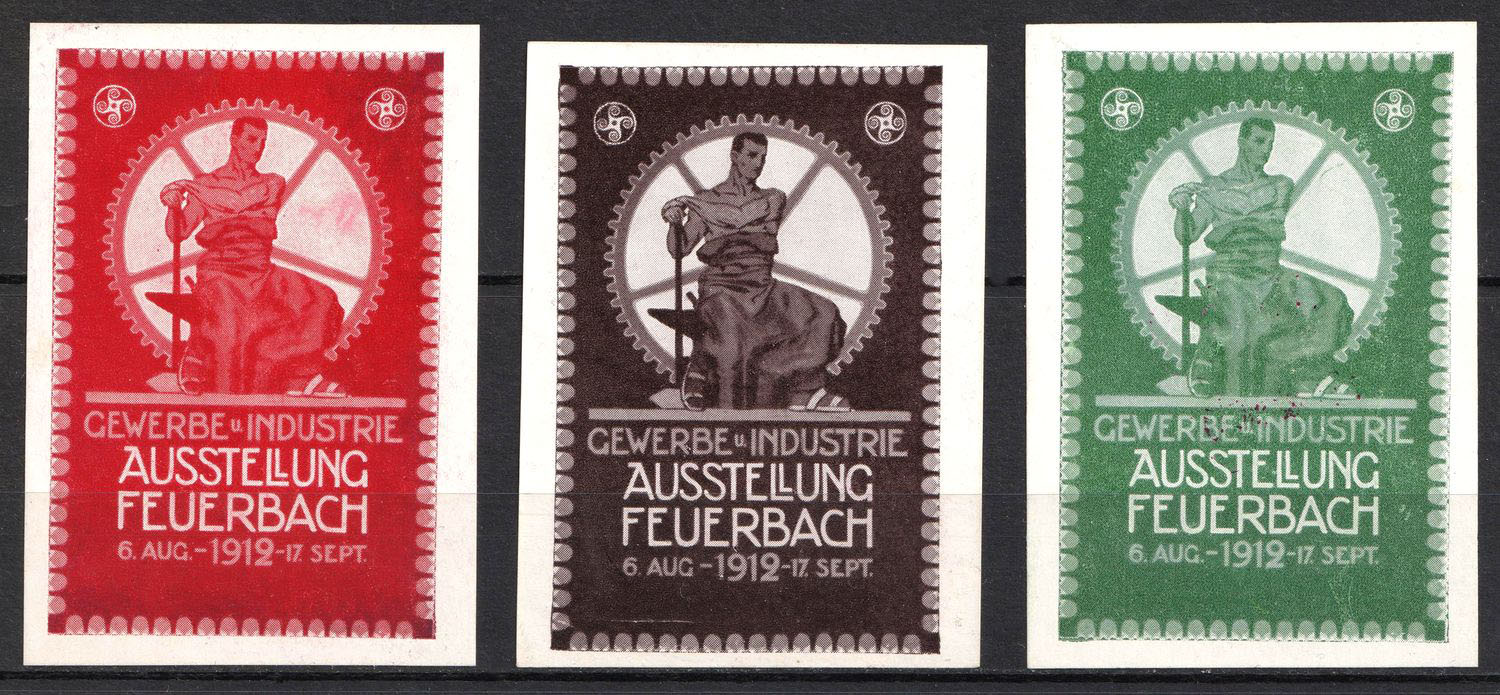 GEWERBE u. INDUSTRIE
AUSSTELLUNG
FEUERBACH
6. AUG.-1912-17. SEPT.
GEWERBE u. INDUSTRIE
AUSSTELLUNG
FEUERBACH
6. AUG-1912-17. SEPT.
GEWERBE u. INDUSTRIE
AUSSTELLUNG
FEUERBACH
6. AUG.-1912-17. SEPT.